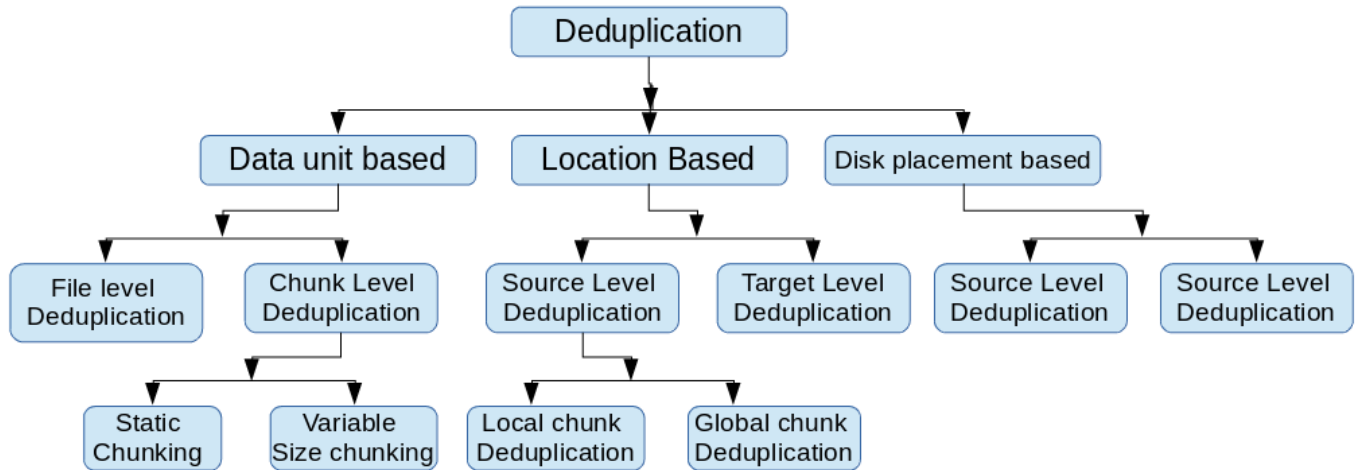 Deduplication
Data unit based
Location Based
Disk placement based
File level
Deduplication
Chunk Level
Deduplication
Source Level
Deduplication
Target Level
Deduplication
Source Level
Deduplication
Source Level
Deduplication
Static
Chunking
Variable
Size chunking
Local chunk
Deduplication
Global chunk
Deduplication